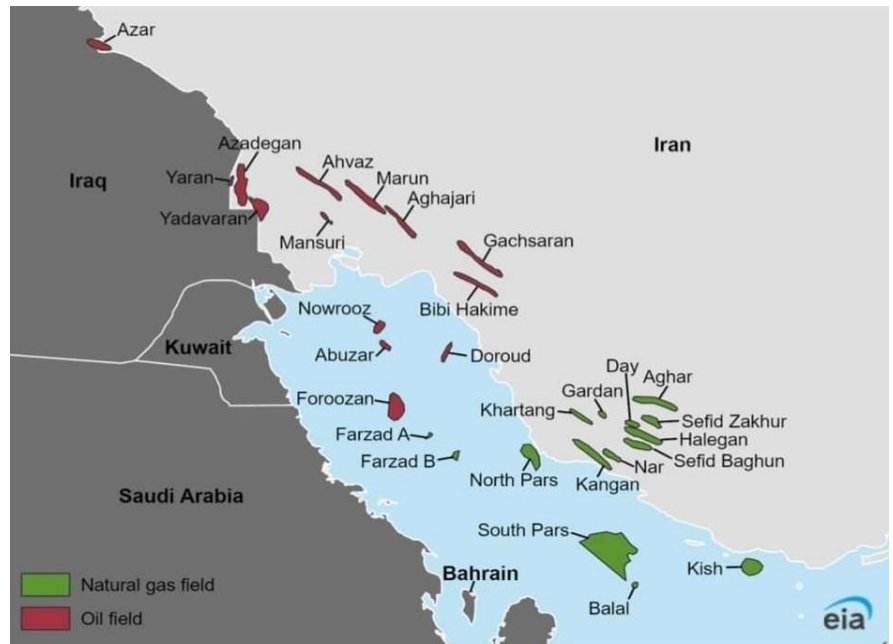 Azar
Iran
Azadegan
Ahvaz
Iraq
Yaran
Marun
Aghajari
Yadavaran
Mansuri
Gachsaran
Nowrooz
Bibi Hakime
Kuwait
Abuzar
Doroud
Day
Aghar
Foroozan
Gardan
Khartang
Sefid Zakhur
Farzad A
Halegan
Farzad B
Sefid Baghun
North Pars
Nar
Kangan
Saudi Arabia
South Pars
Bahrain
Kish
Natural gas field
Balal
Oil field
eia